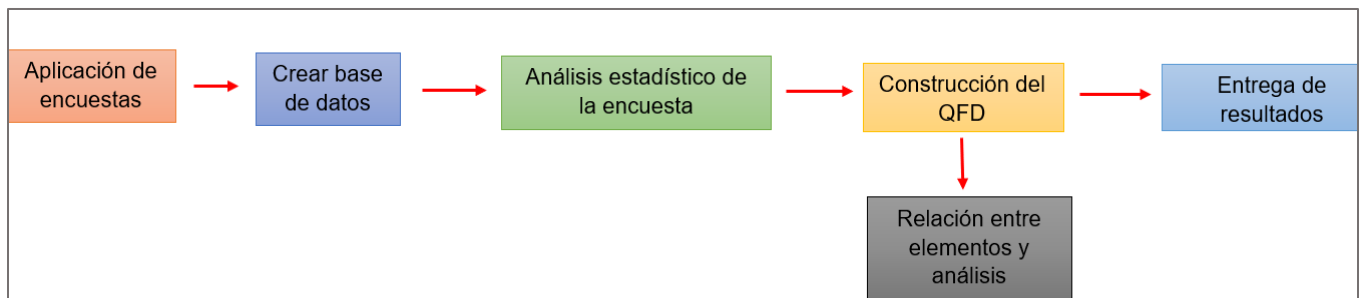 Aplicación de
encuestas
Crear base
de datos
Análisis estadístico de
la encuesta
Construcción del
QFD
Entrega de
resultados
Relación entre
elementos y
análisis